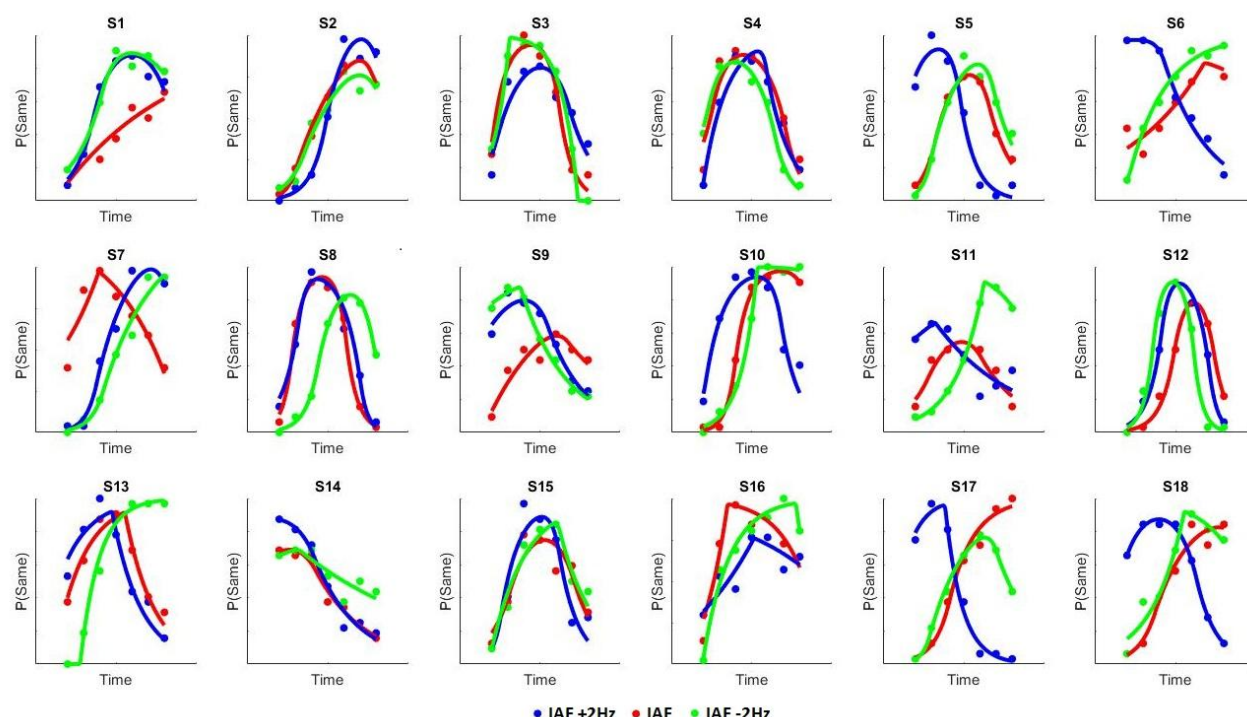 S1 S2 S3 S4 S5 S6
P(Same) P(Same) P(Same) P(Same) P(Same) P(Same)
Time Time Time Time Time Time
S7 S8 S9 S10 S11 S12
P(Same) P(Same) P(Same) P(Same) P(Same) P(Same)
Time Time Time Time Time Time
S13 S14 S15 S16 S17 S18
P(Same) P(Same) P(Same) P(Same) P(Same) P(Same)
Time Time Time Time Time Time
IAF +2Hz IAF IAF -2Hz